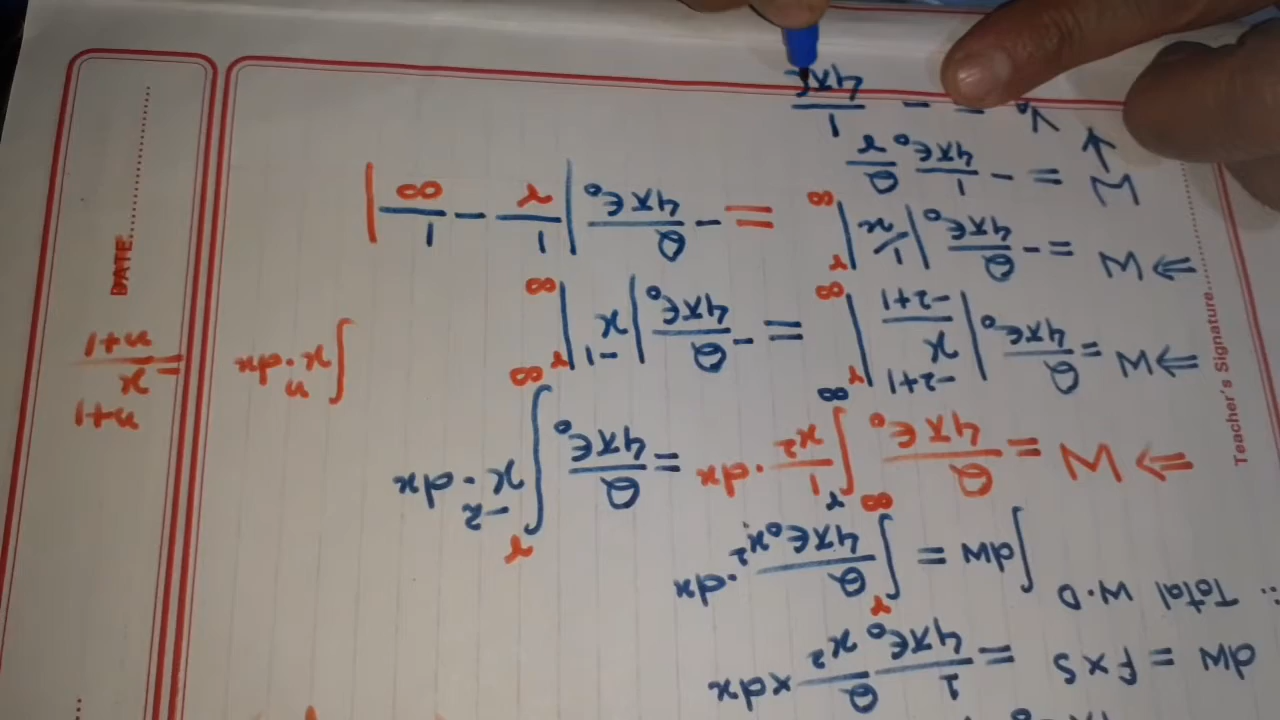 dw = F x S = 1/4πε₀ Q/x² x dx
∴ Total W.D ∫dw = ∫_∞^r Q/4πε₀x² . dx
⇒ W = Q/4πε₀ ∫_∞^r 1/x² . dx = Q/4πε₀ ∫_∞^r x⁻² . dx
⇒ W = Q/4πε₀ |x⁻²⁺¹/-2+1|_∞^r = -Q/4πε₀ |x⁻¹|_∞^r
∫xⁿ . dx
= xⁿ⁺¹/n+1
⇒ W = -Q/4πε₀ |1/x|_∞^r = -Q/4πε₀ |1/r - 1/∞|
W = -1/4πε₀ Q/r
→
= - 1/4πε
Teacher's Signature
DATE